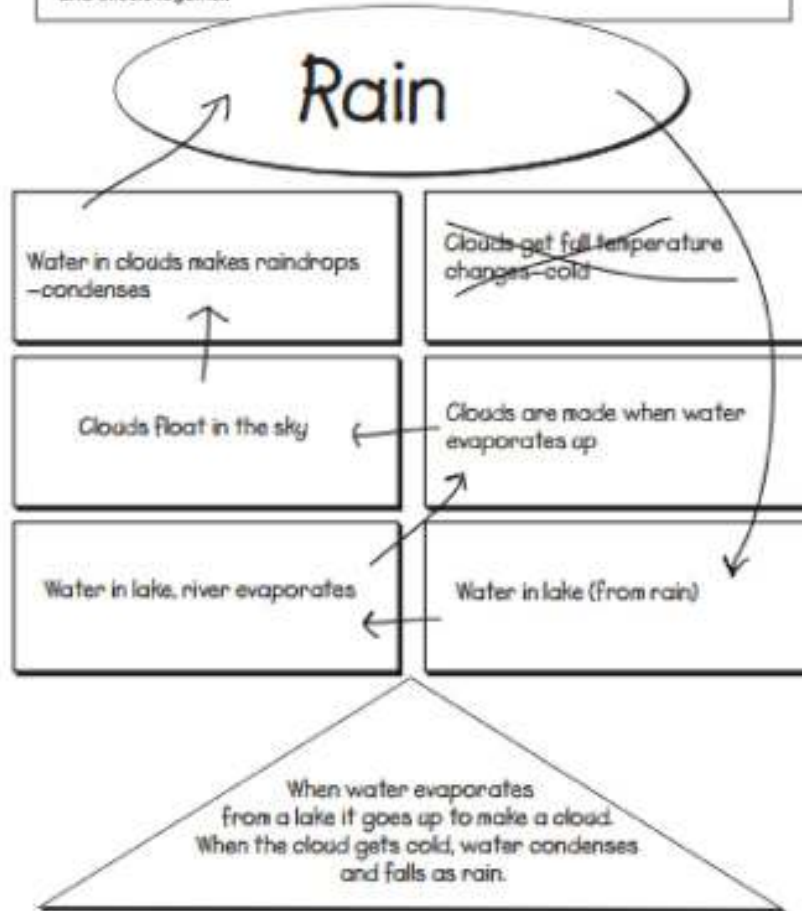 Rain
Water in clouds makes raindrops
–condenses
Clouds get full temperature
changes–cold
Clouds float in the sky
Clouds are made when water
evaporates up
Water in lake, river evaporates
Water in lake (from rain)
When water evaporates
from a lake it goes up to make a cloud.
When the cloud gets cold, water condenses
and falls as rain.